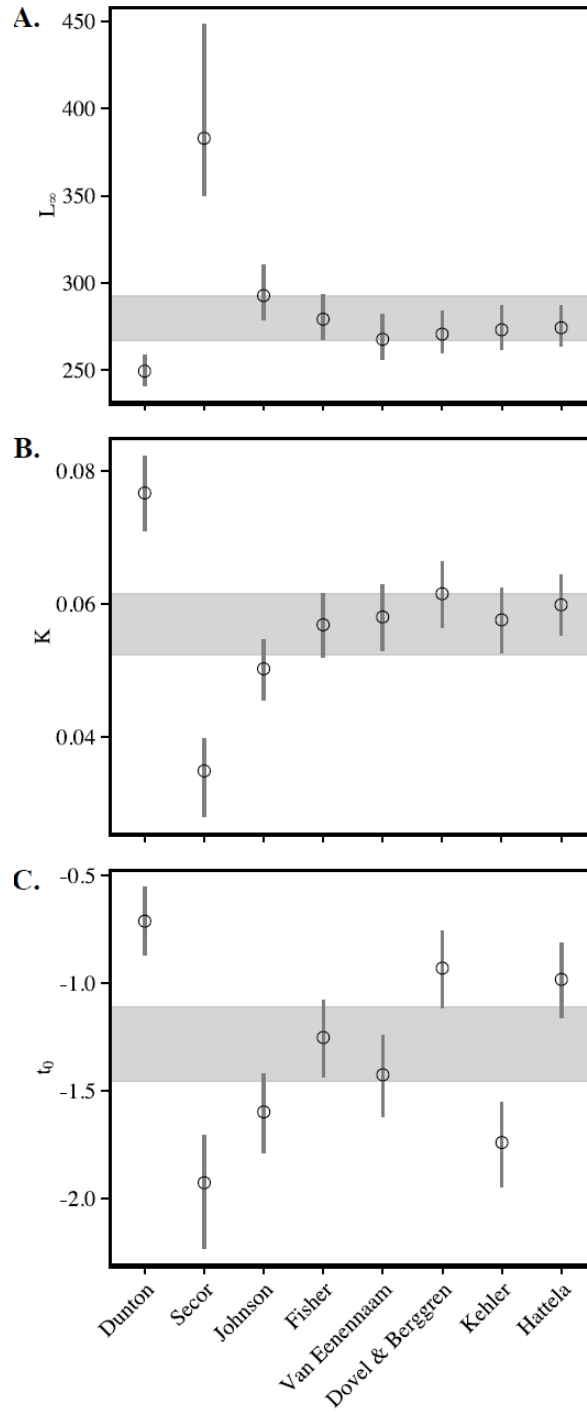 A.
450
400
350
300
250
L∞
B.
0.08
0.06
0.04
K
C.
-0.5
-1.0
-1.5
-2.0
t0
Dunton
Secor
Johnson
Fisher
Van Eenennaam
Dovel & Berggren
Kehler
Hattela